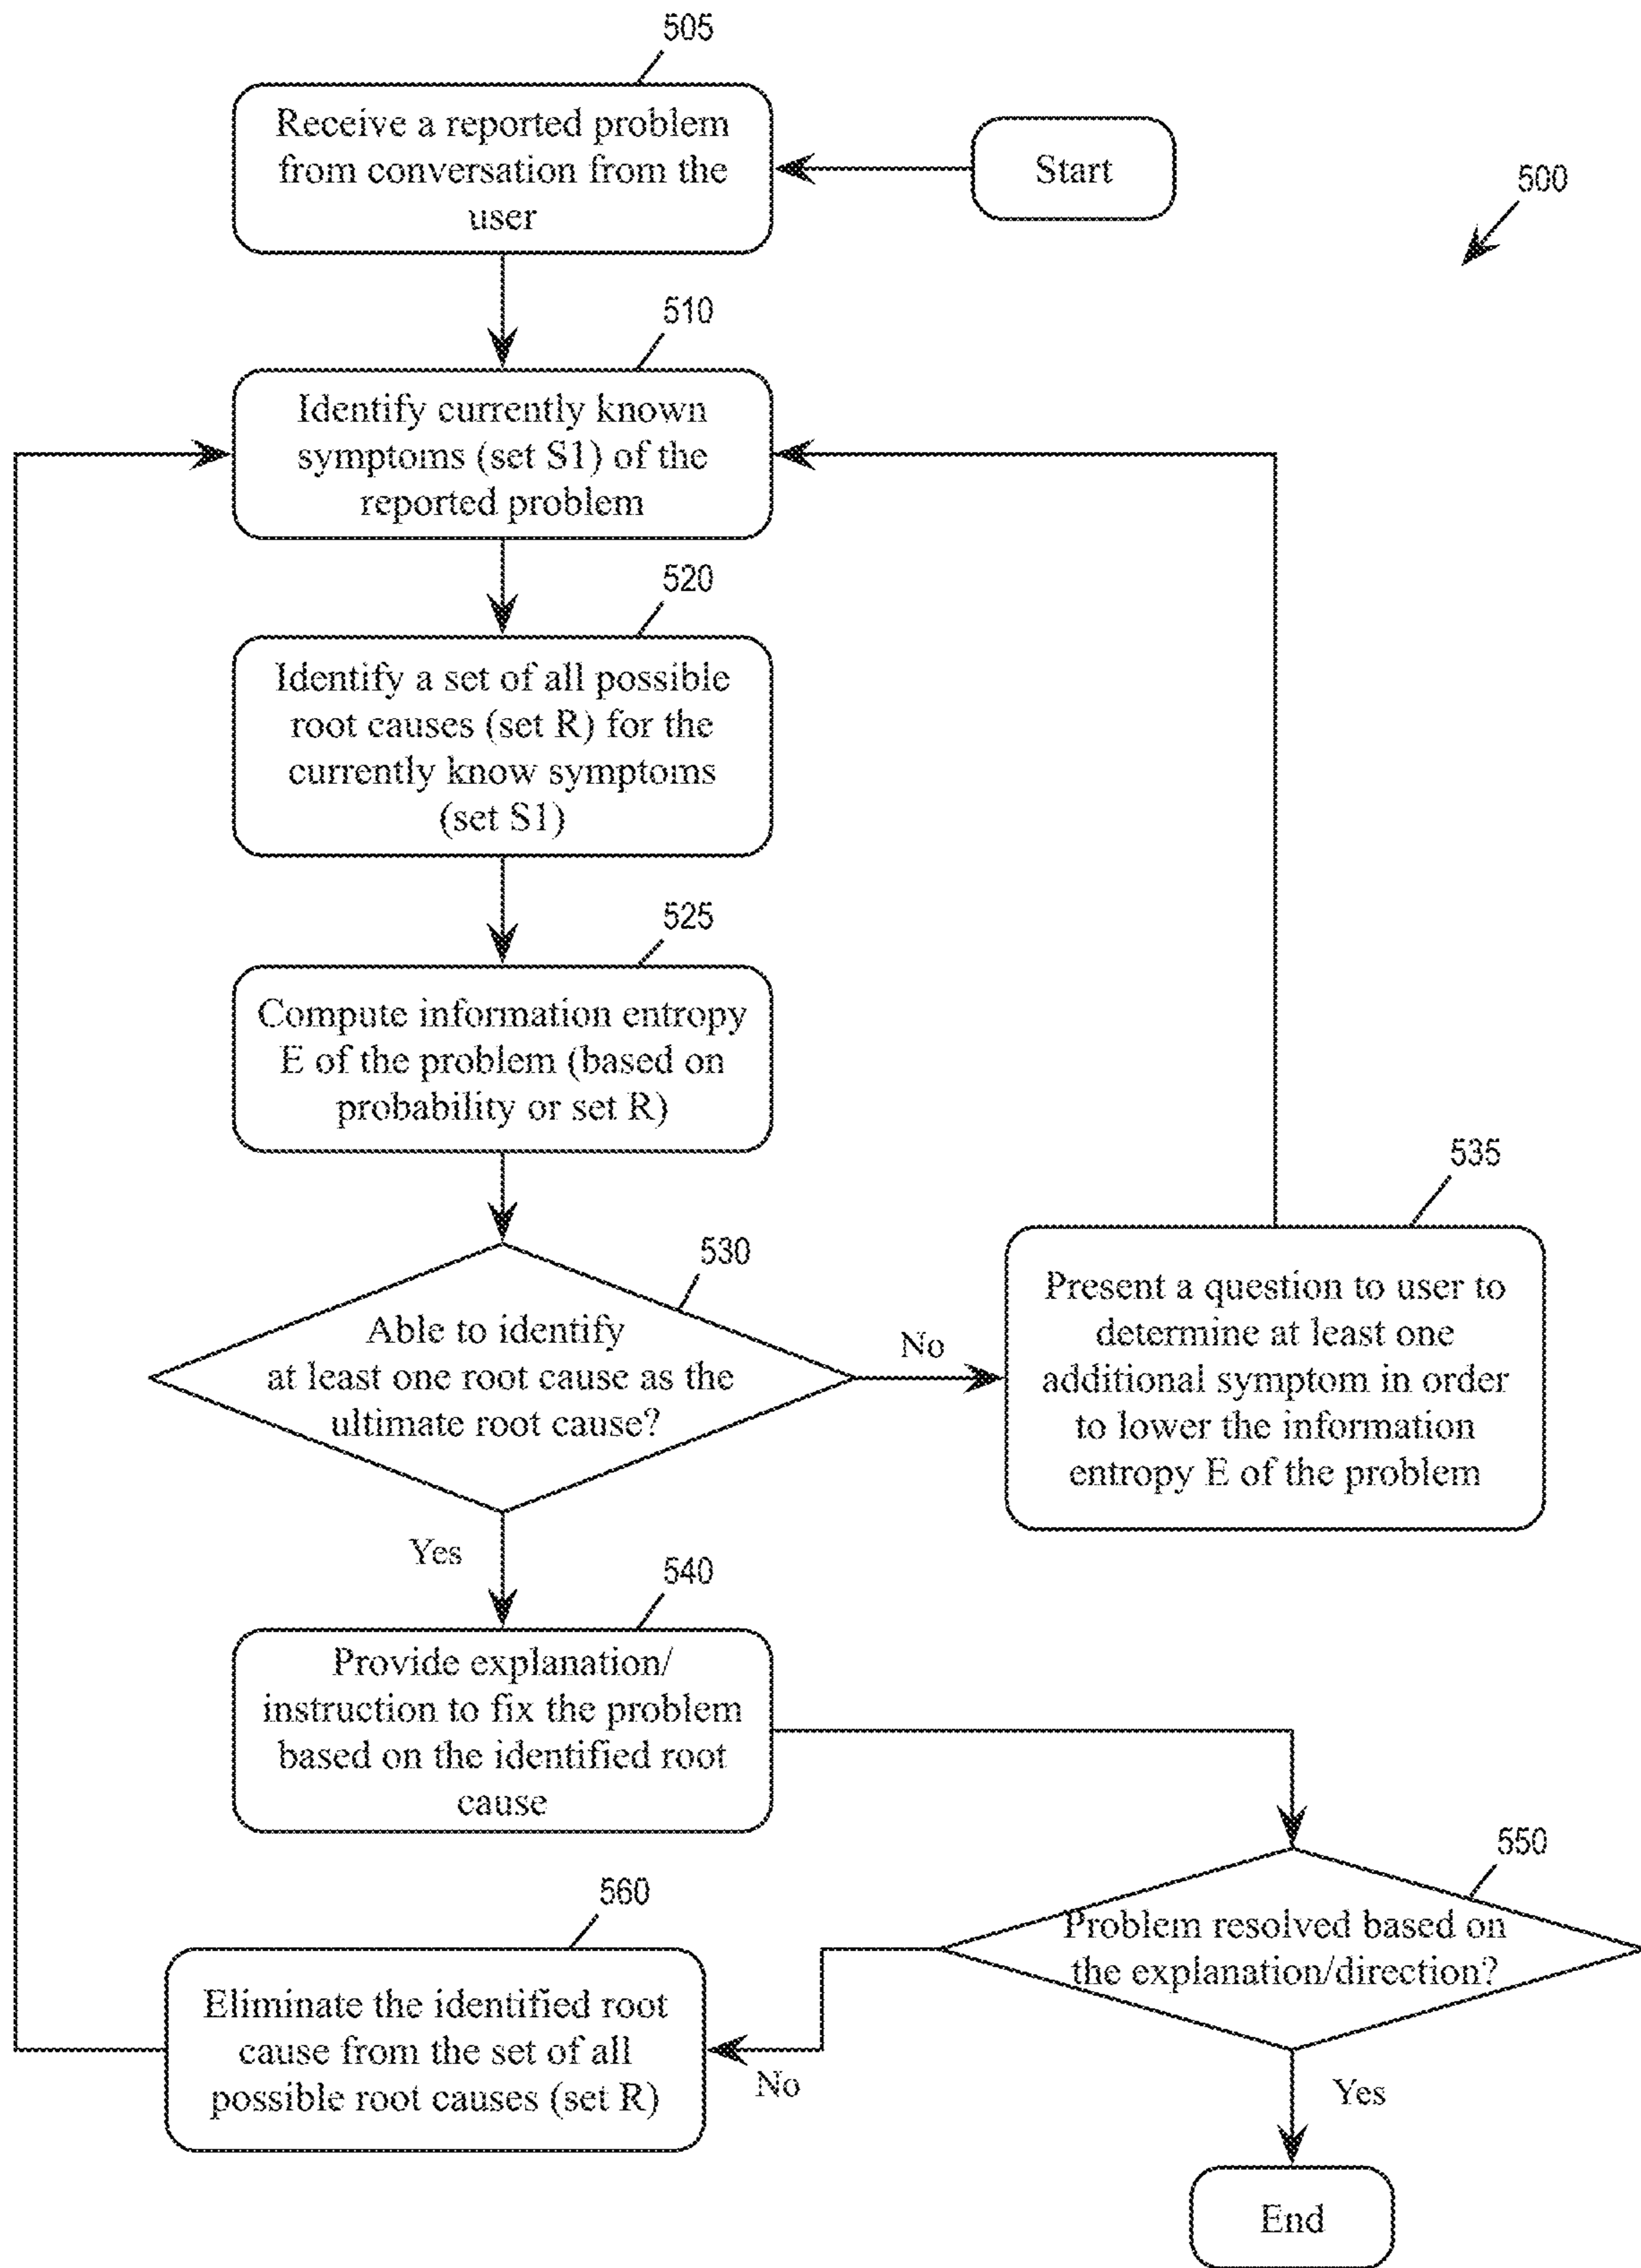 505
Receive a reported problem
from conversation from the
user
Start
500
510
Identify currently known
symptoms (set S1) of the
reported problem
520
Identify a set of all possible
root causes (set R) for the
currently know symptoms
(set S1)
525
Compute information entropy
E of the problem (based on
probability or set R)
530
Able to identify
at least one root cause as the
ultimate root cause?
No
535
Present a question to user to
determine at least one
additional symptom in order
to lower the information
entropy E of the problem
Yes
540
Provide explanation/
instruction to fix the problem
based on the identified root
cause
550
Problem resolved based on
the explanation/direction?
No
560
Eliminate the identified root
cause from the set of all
possible root causes (set R)
Yes
End